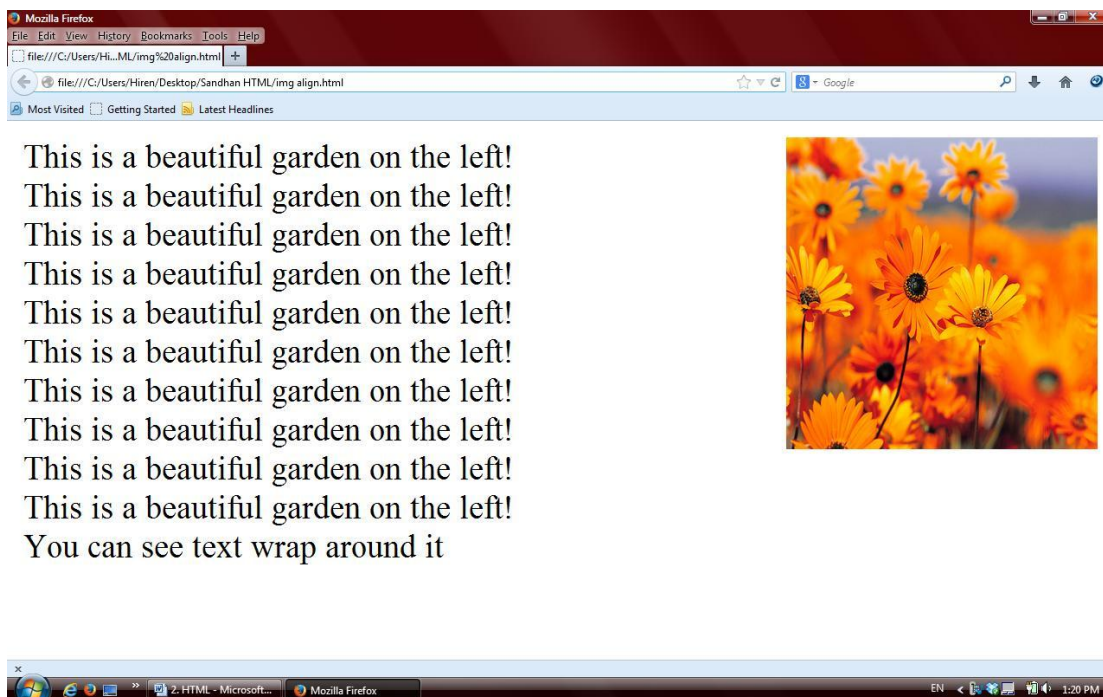 Mozilla Firefox
File Edit View History Bookmarks Tools Help
file:///C:/Users/Hi...ML/img%20align.html +
file:///C:/Users/Hiren/Desktop/Sandhan HTML/img align.html
8 Google
Most Visited Getting Started Latest Headlines
This is a beautiful garden on the left!
This is a beautiful garden on the left!
This is a beautiful garden on the left!
This is a beautiful garden on the left!
This is a beautiful garden on the left!
This is a beautiful garden on the left!
This is a beautiful garden on the left!
This is a beautiful garden on the left!
This is a beautiful garden on the left!
This is a beautiful garden on the left!
You can see text wrap around it
2. HTML - Microsoft... Mozilla Firefox EN 1:20 PM